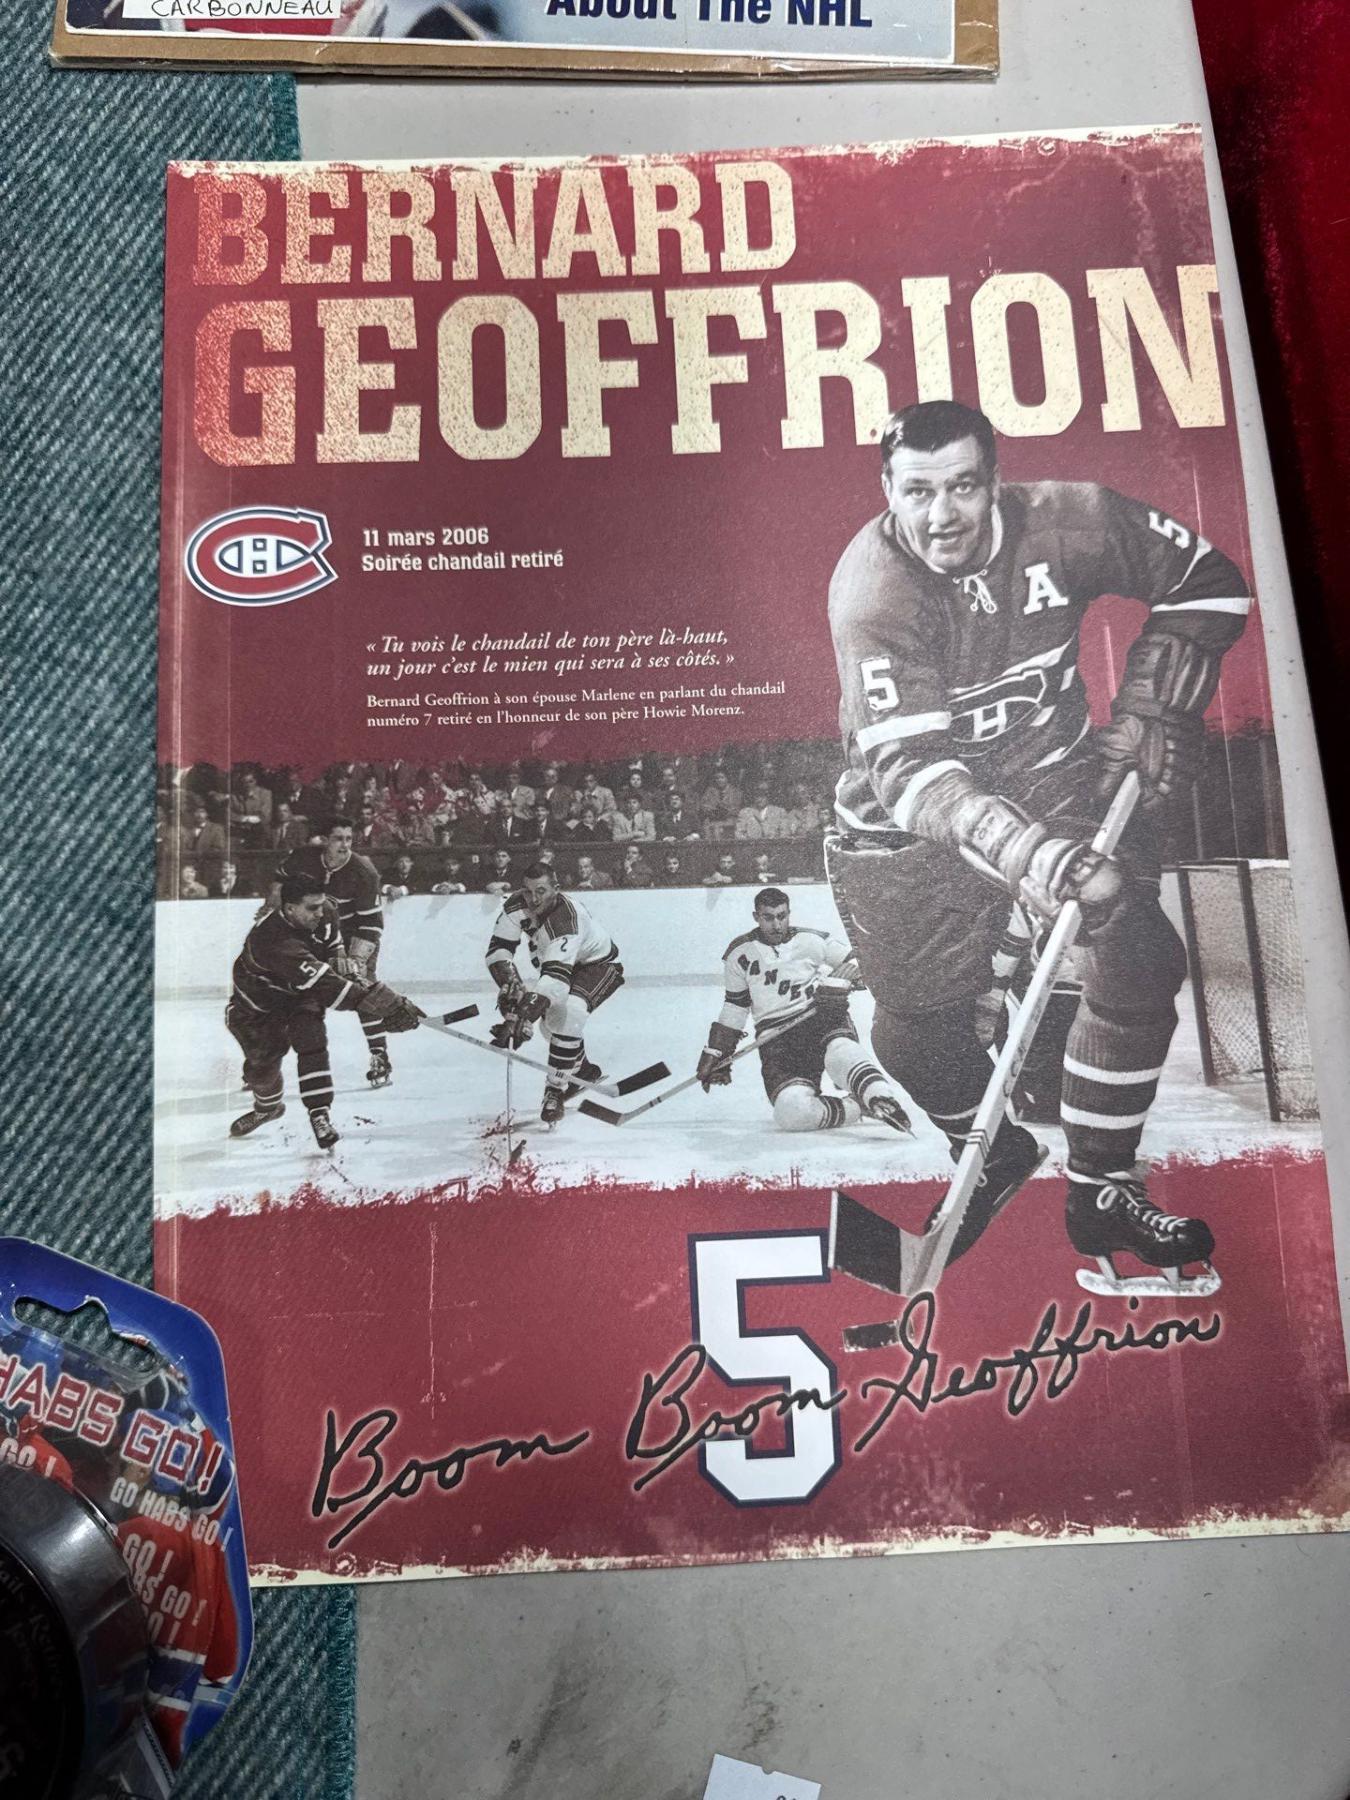 CARBONNEAU
About The NHL
BERNARD
GEOFFRION
11 mars 2006
Soirée chandail retiré
« Tu vois le chandail de ton père là-haut,
un jour c'est le mien qui sera à ses côtés. »
Bernard Geoffrion à son épouse Marlene en parlant du chandail
numéro 7 retiré en l'honneur de son père Howie Morenz.
5
A
5
H
5
2
RANGE
5
Boom Boom Geoffrion
HABS GO!
GO !
GO HABS GO !
GO !
GO !